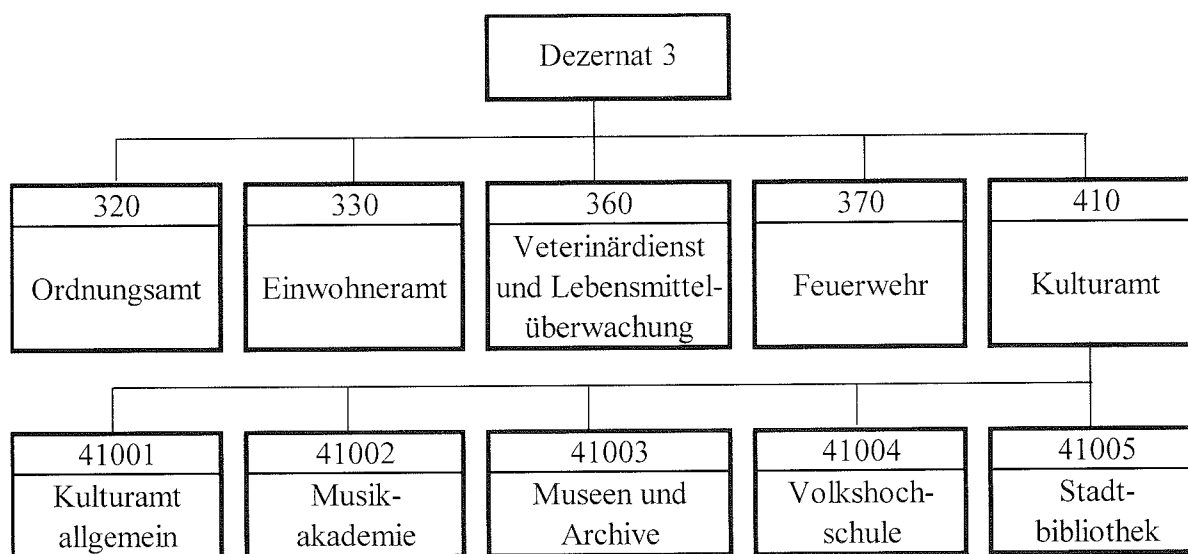 Dezernat 3
320
Ordnungsamt
330
Einwohneramt
360
Veterinärdienst
und Lebensmittel-
überwachung
370
Feuerwehr
410
Kulturamt
41001
Kulturamt
allgemein
41002
Musik-
akademie
41003
Museen und
Archive
41004
Volkshoch-
schule
41005
Stadt-
bibliothek